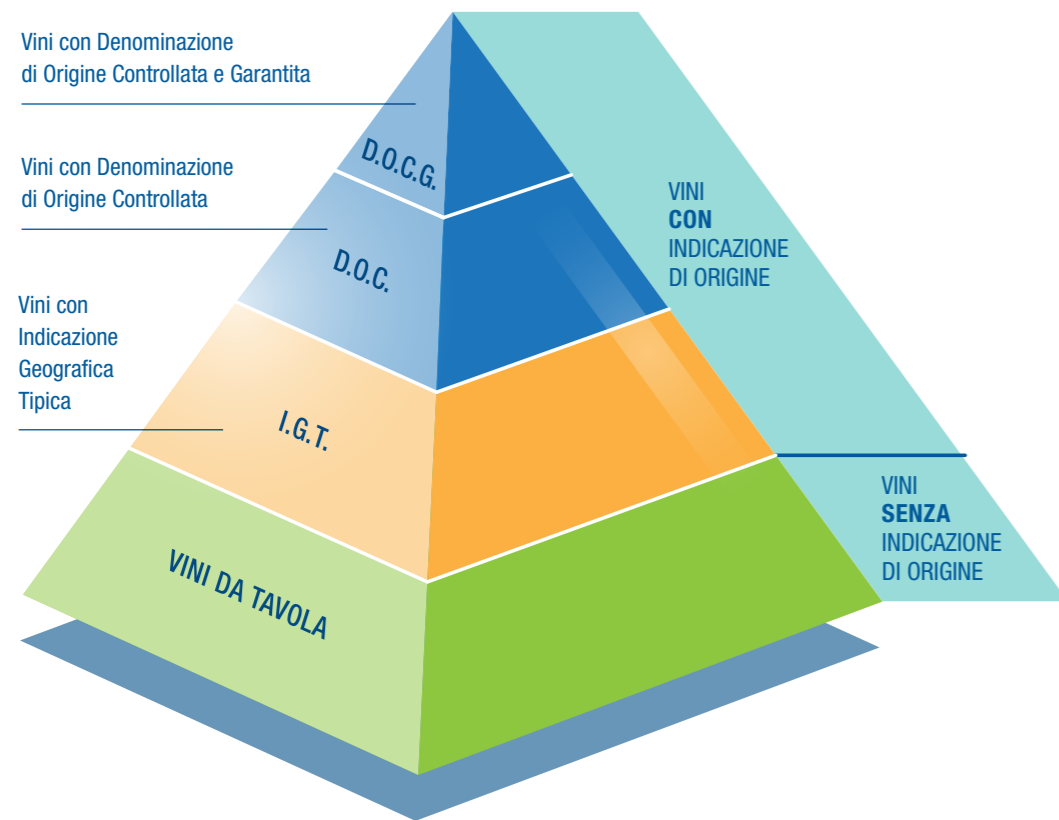 Vini con Denominazione
di Origine Controllata e Garantita
D.O.C.G.
Vini con Denominazione
di Origine Controllata
D.O.C.
VINI
CON
INDICAZIONE
DI ORIGINE
Vini con
Indicazione
Geografica
Tipica
I.G.T.
VINI
SENZA
INDICAZIONE
DI ORIGINE
VINI DA TAVOLA